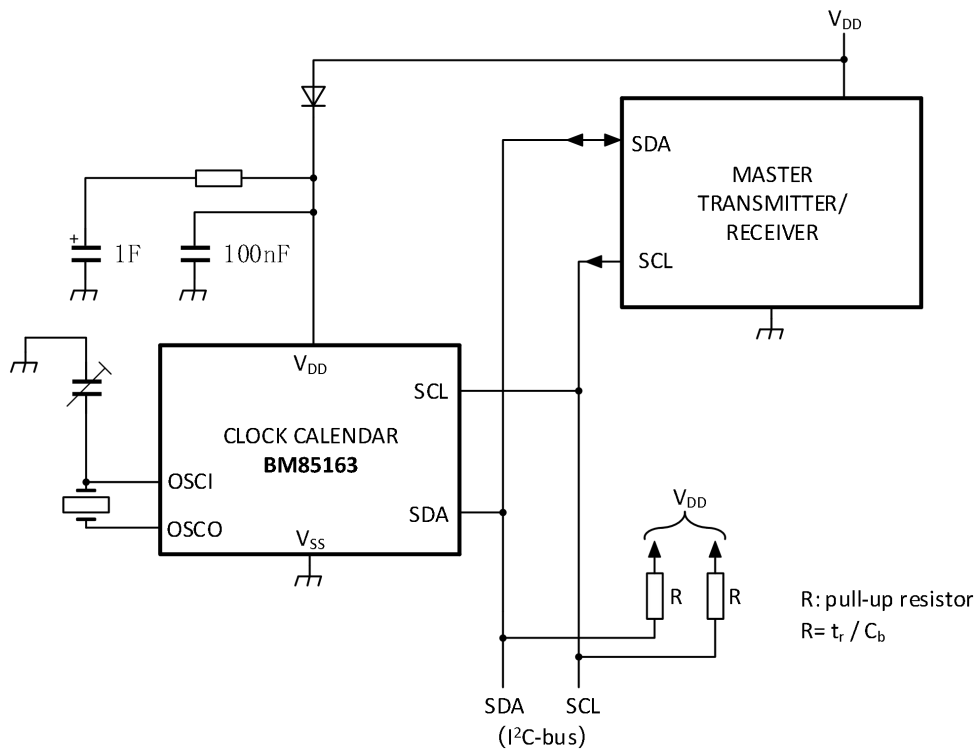 VDD
SDA
MASTER
TRANSMITTER/
RECEIVER
SCL
+
1F
100nF
VDD
SCL
CLOCK CALENDAR
BM85163
OSCI
SDA
OSCO
VSS
VDD
R
R
R: pull-up resistor
R= tr / Cb
SDA
SCL
(I²C-bus)